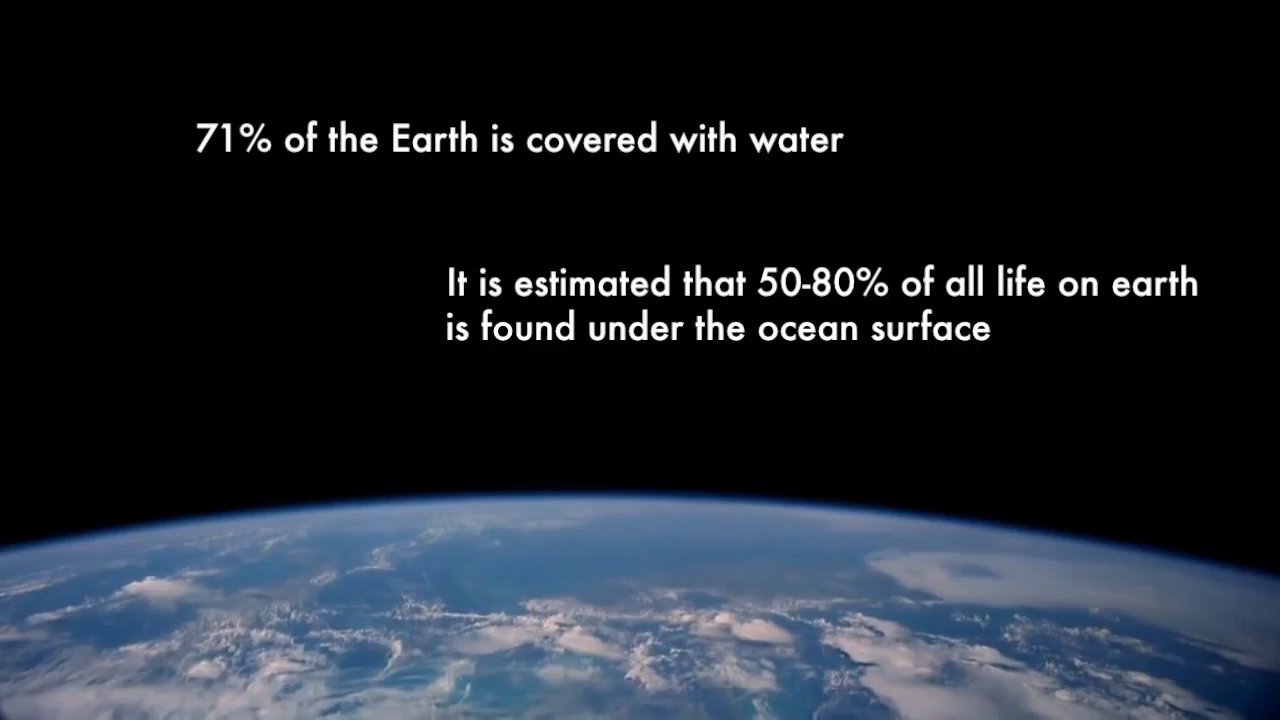 71% of the Earth is covered with water
It is estimated that 50-80% of all life on earth
is found under the ocean surface